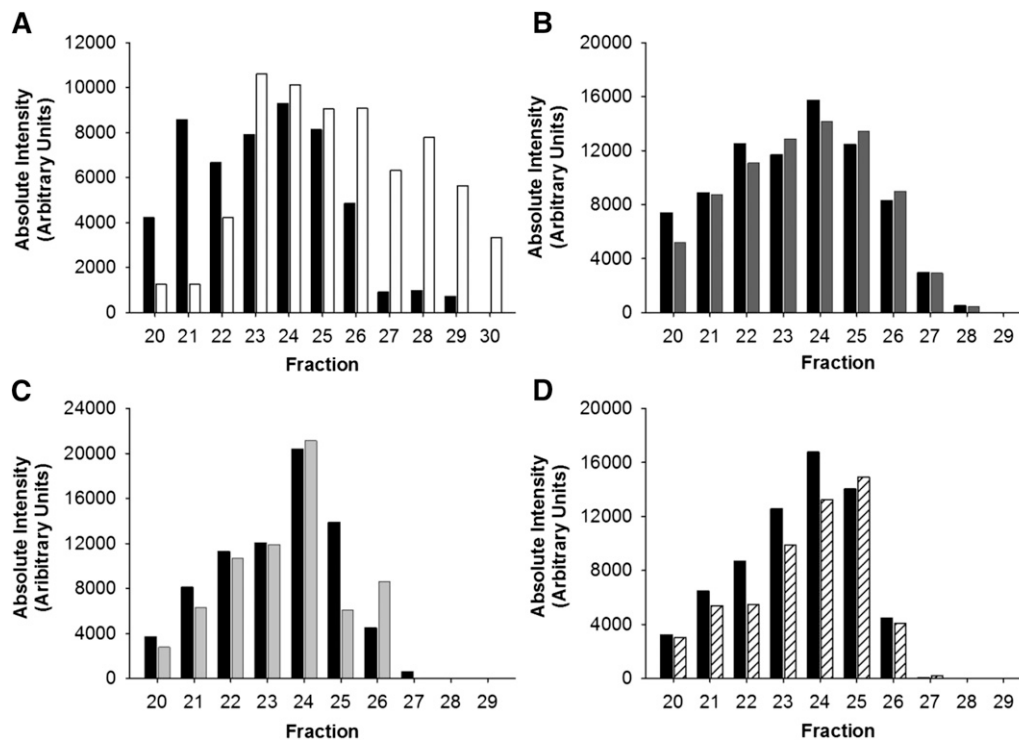 A
Absolute Intensity
(Arbitrary Units)
12000
10000
8000
6000
4000
2000
0
20 21 22 23 24 25 26 27 28 29 30
Fraction
B
Absolute Intensity
(Arbitrary Units)
20000
16000
12000
8000
4000
0
20 21 22 23 24 25 26 27 28 29
Fraction
C
Absolute Intensity
(Aribitrary Units)
24000
20000
16000
12000
8000
4000
0
20 21 22 23 24 25 26 27 28 29
Fraction
D
Absolute Intensity
(Arbitrary Units)
20000
16000
12000
8000
4000
0
20 21 22 23 24 25 26 27 28 29
Fraction